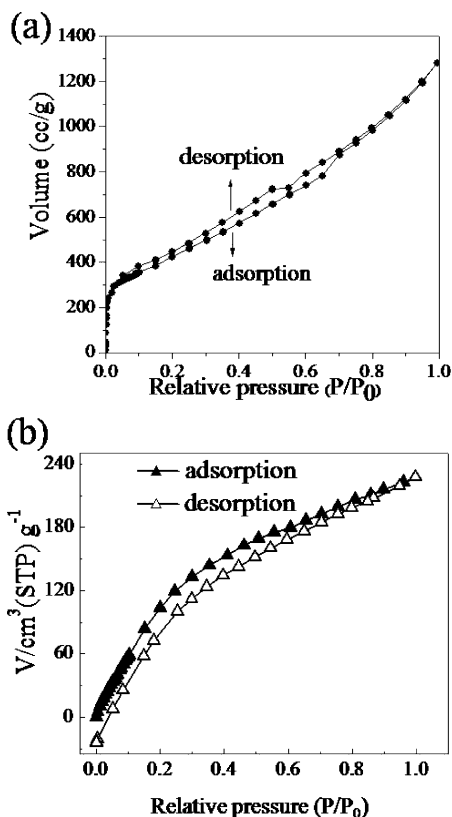 (a)
1400
1200
1000
800
600
400
200
0
Volume (cc/g)
desorption
adsorption
0.0 0.2 0.4 0.6 0.8 1.0
Relative pressure (P/P0)
(b)
240
180
120
60
0
V/cm³(STP) g⁻¹
adsorption
desorption
0.0 0.2 0.4 0.6 0.8 1.0
Relative pressure (P/P₀)